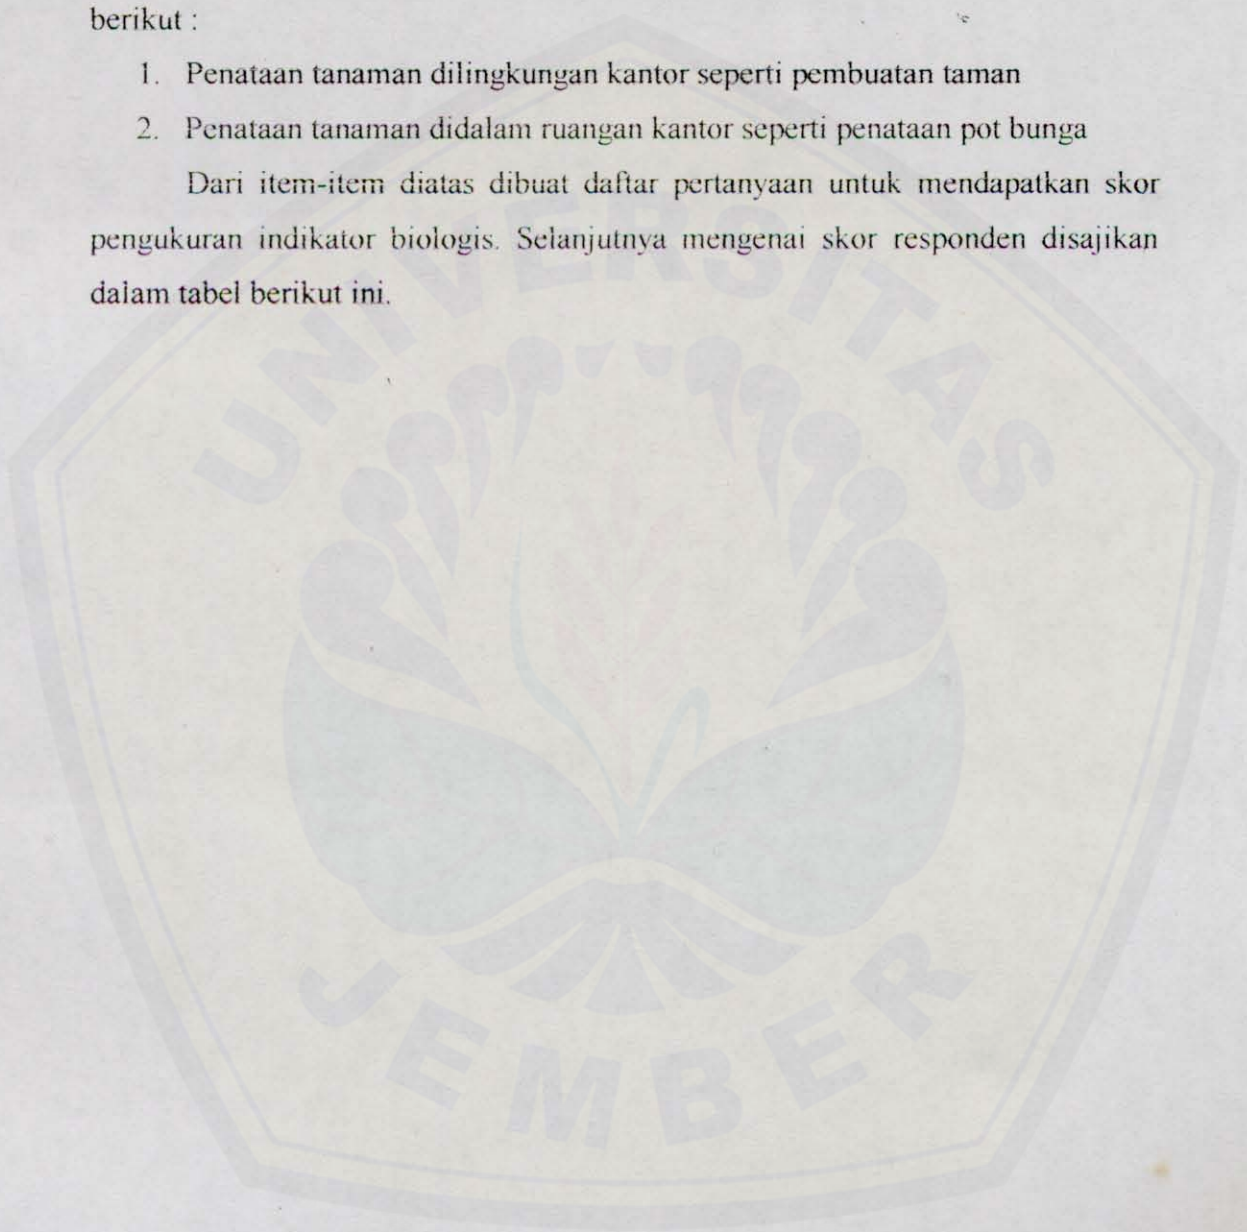 berikut :
1. Penataan tanaman dilingkungan kantor seperti pembuatan taman
2. Penataan tanaman didalam ruangan kantor seperti penataan pot bunga
Dari item-item diatas dibuat daftar pertanyaan untuk mendapatkan skor
pengukuran indikator biologis. Selanjutnya mengenai skor responden disajikan
dalam tabel berikut ini.
UNIVERSITAS
JEMBER